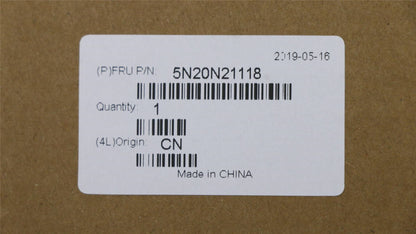 2019-05-16
(P)FRU P/N: 5N20N21118
Quantity: 1
(4L)Origin: CN
Made in CHINA